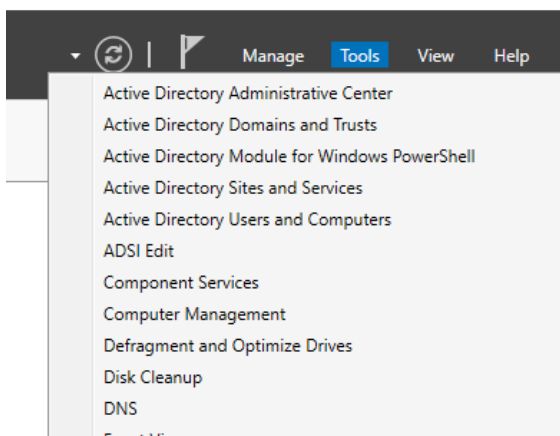 Manage Tools View Help
Active Directory Administrative Center
Active Directory Domains and Trusts
Active Directory Module for Windows PowerShell
Active Directory Sites and Services
Active Directory Users and Computers
ADSI Edit
Component Services
Computer Management
Defragment and Optimize Drives
Disk Cleanup
DNS